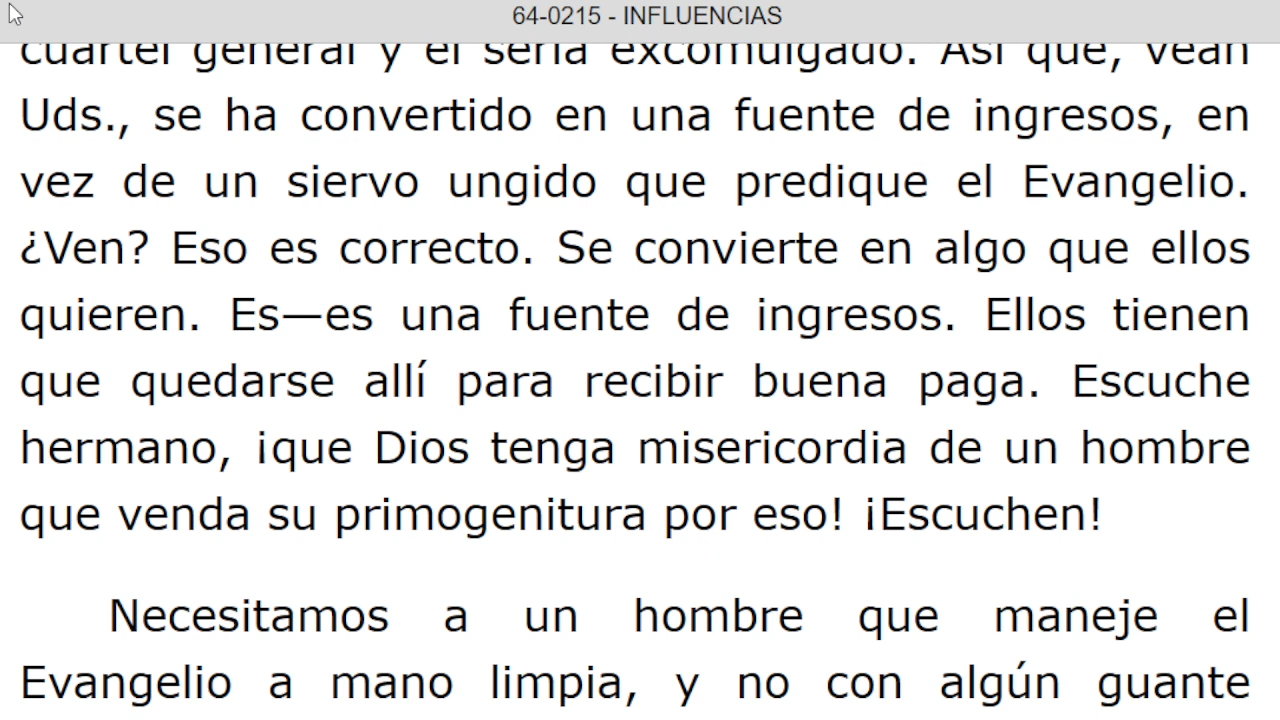 64-0215 - INFLUENCIAS
cuartel general y él sería excomulgado. Así que, vean
Uds., se ha convertido en una fuente de ingresos, en
vez de un siervo ungido que predique el Evangelio.
¿Ven? Eso es correcto. Se convierte en algo que ellos
quieren. Es—es una fuente de ingresos. Ellos tienen
que quedarse allí para recibir buena paga. Escuche
hermano, ¡que Dios tenga misericordia de un hombre
que venda su primogenitura por eso! ¡Escuchen!
Necesitamos a un hombre que maneje el
Evangelio a mano limpia, y no con algún guante